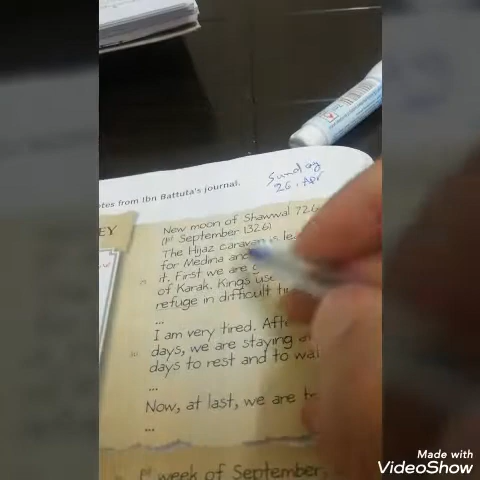 otes from Ibn Battuta's journal.
Sunday
26. Apr
EY
New moon of Shawwal 726
(1st September 1326)
The Hijaz caravan is lea
for Medina and
it. First we are
of Karak. Kings use
refuge in difficult
...
I am very tired. Aft
days, we are staying
days to rest and to wai
...
Now, at last, we are
...
1st week of September,
Made with
VideoShow